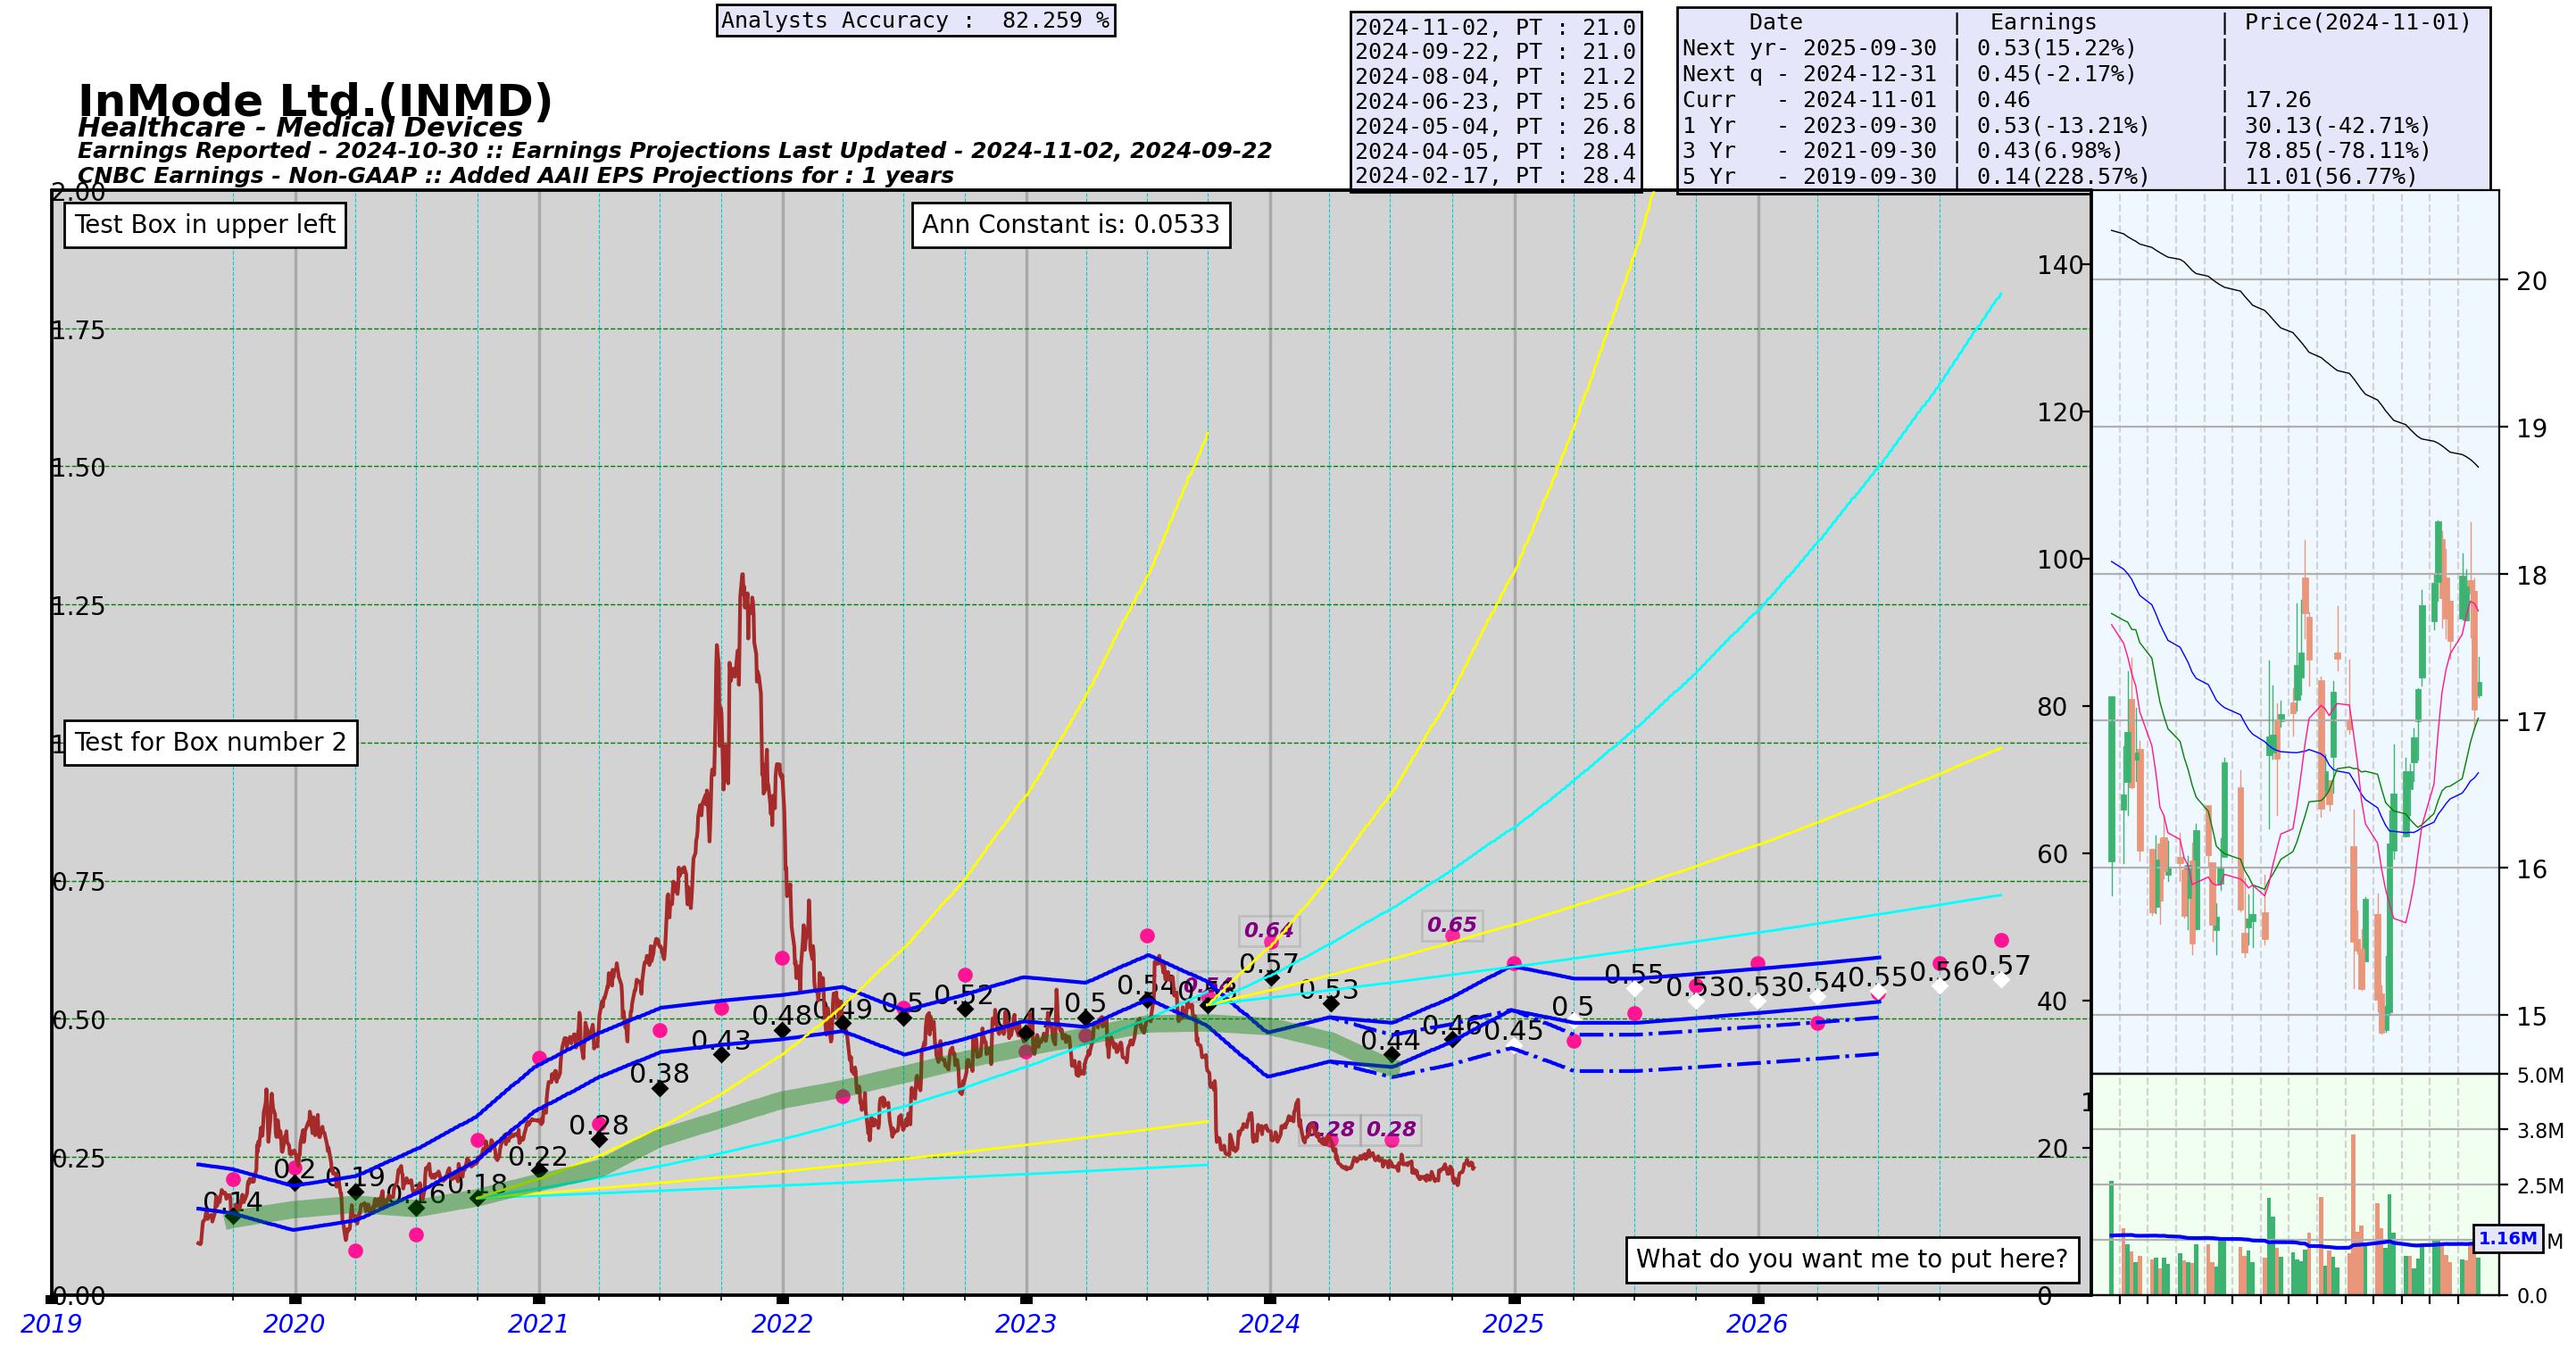 Analysts Accuracy :  82.259 %
InMode Ltd.(INMD)
Healthcare - Medical Devices
Earnings Reported - 2024-10-30 :: Earnings Projections Last Updated - 2024-11-02, 2024-09-22
CNBC Earnings - Non-GAAP :: Added AAII EPS Projections for : 1 years
2024-11-02, PT : 21.0
2024-09-22, PT : 21.0
2024-08-04, PT : 21.2
2024-06-23, PT : 25.6
2024-05-04, PT : 26.8
2024-04-05, PT : 28.4
2024-02-17, PT : 28.4
Date | Earnings | Price(2024-11-01)
Next yr- 2025-09-30 | 0.53(15.22%) |
Next q - 2024-12-31 | 0.45(-2.17%) |
Curr - 2024-11-01 | 0.46 | 17.26
1 Yr - 2023-09-30 | 0.53(-13.21%) | 30.13(-42.71%)
3 Yr - 2021-09-30 | 0.43(6.98%) | 78.85(-78.11%)
5 Yr - 2019-09-30 | 0.14(228.57%) | 11.01(56.77%)
Test Box in upper left
Ann Constant is: 0.0533
Test for Box number 2
What do you want me to put here?
2.00
1.75
1.50
1.25
0.75
0.50
0.25
0.00
0.14
0.2
0.19
0.16
0.18
0.22
0.28
0.38
0.43
0.48
0.49
0.5
0.52
0.47
0.5
0.54
0.57
0.53
0.44
0.46
0.45
0.5
0.55
0.53
0.53
0.54
0.55
0.56
0.57
0.64
0.65
0.28
0.28
140
120
100
80
60
40
20
0
20
19
18
17
16
15
5.0M
3.8M
2.5M
1.16M
M
0.0
2019
2020
2021
2022
2023
2024
2025
2026